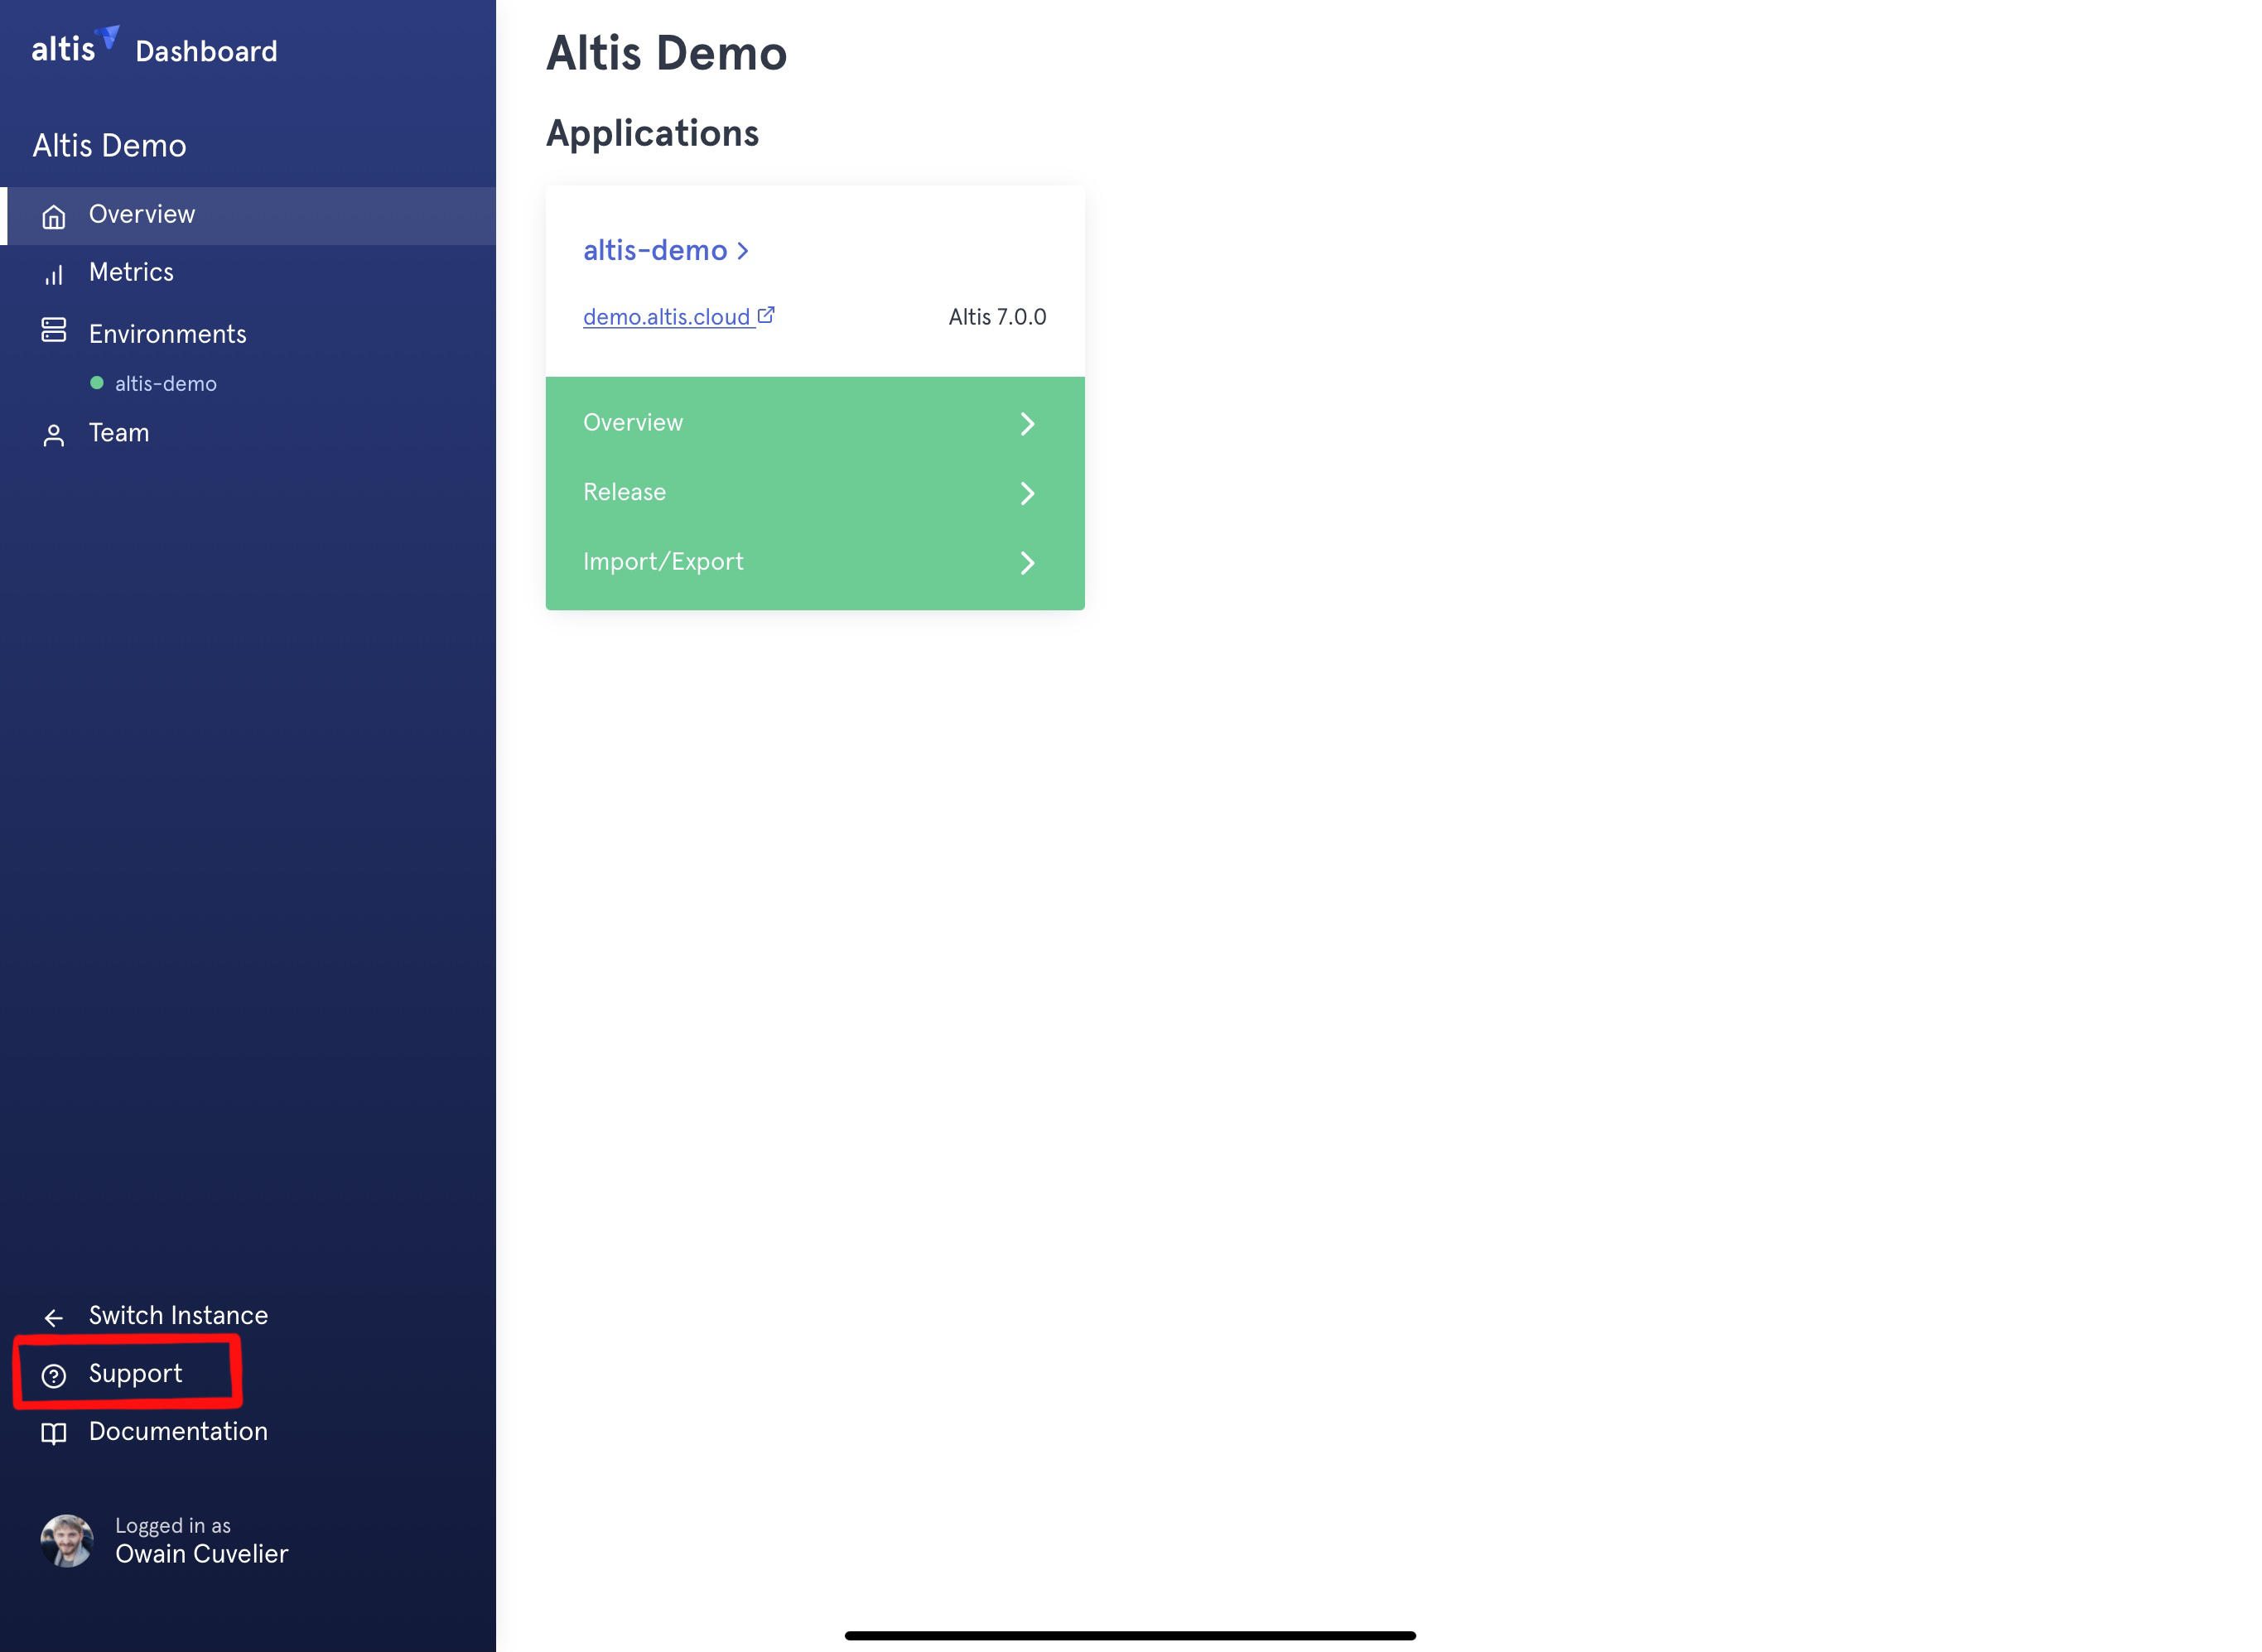 altis Dashboard
Altis Demo
Overview
Metrics
Environments
altis-demo
Team
Switch Instance
Support
Documentation
Logged in as
Owain Cuvelier
Altis Demo
Applications
altis-demo
demo.altis.cloud Altis 7.0.0
Overview
Release
Import/Export